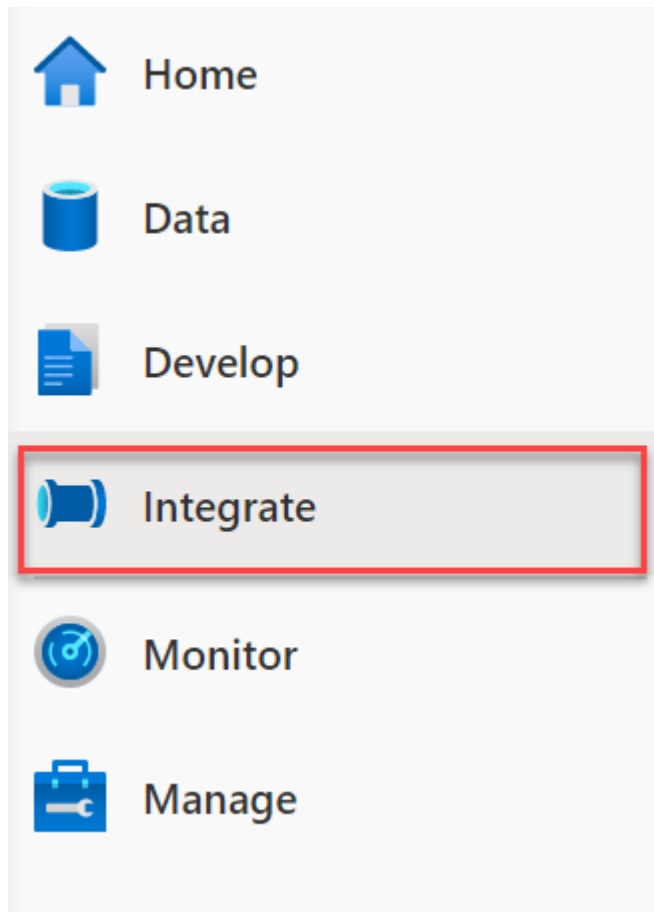 Home
Data
Develop
Integrate
Monitor
Manage